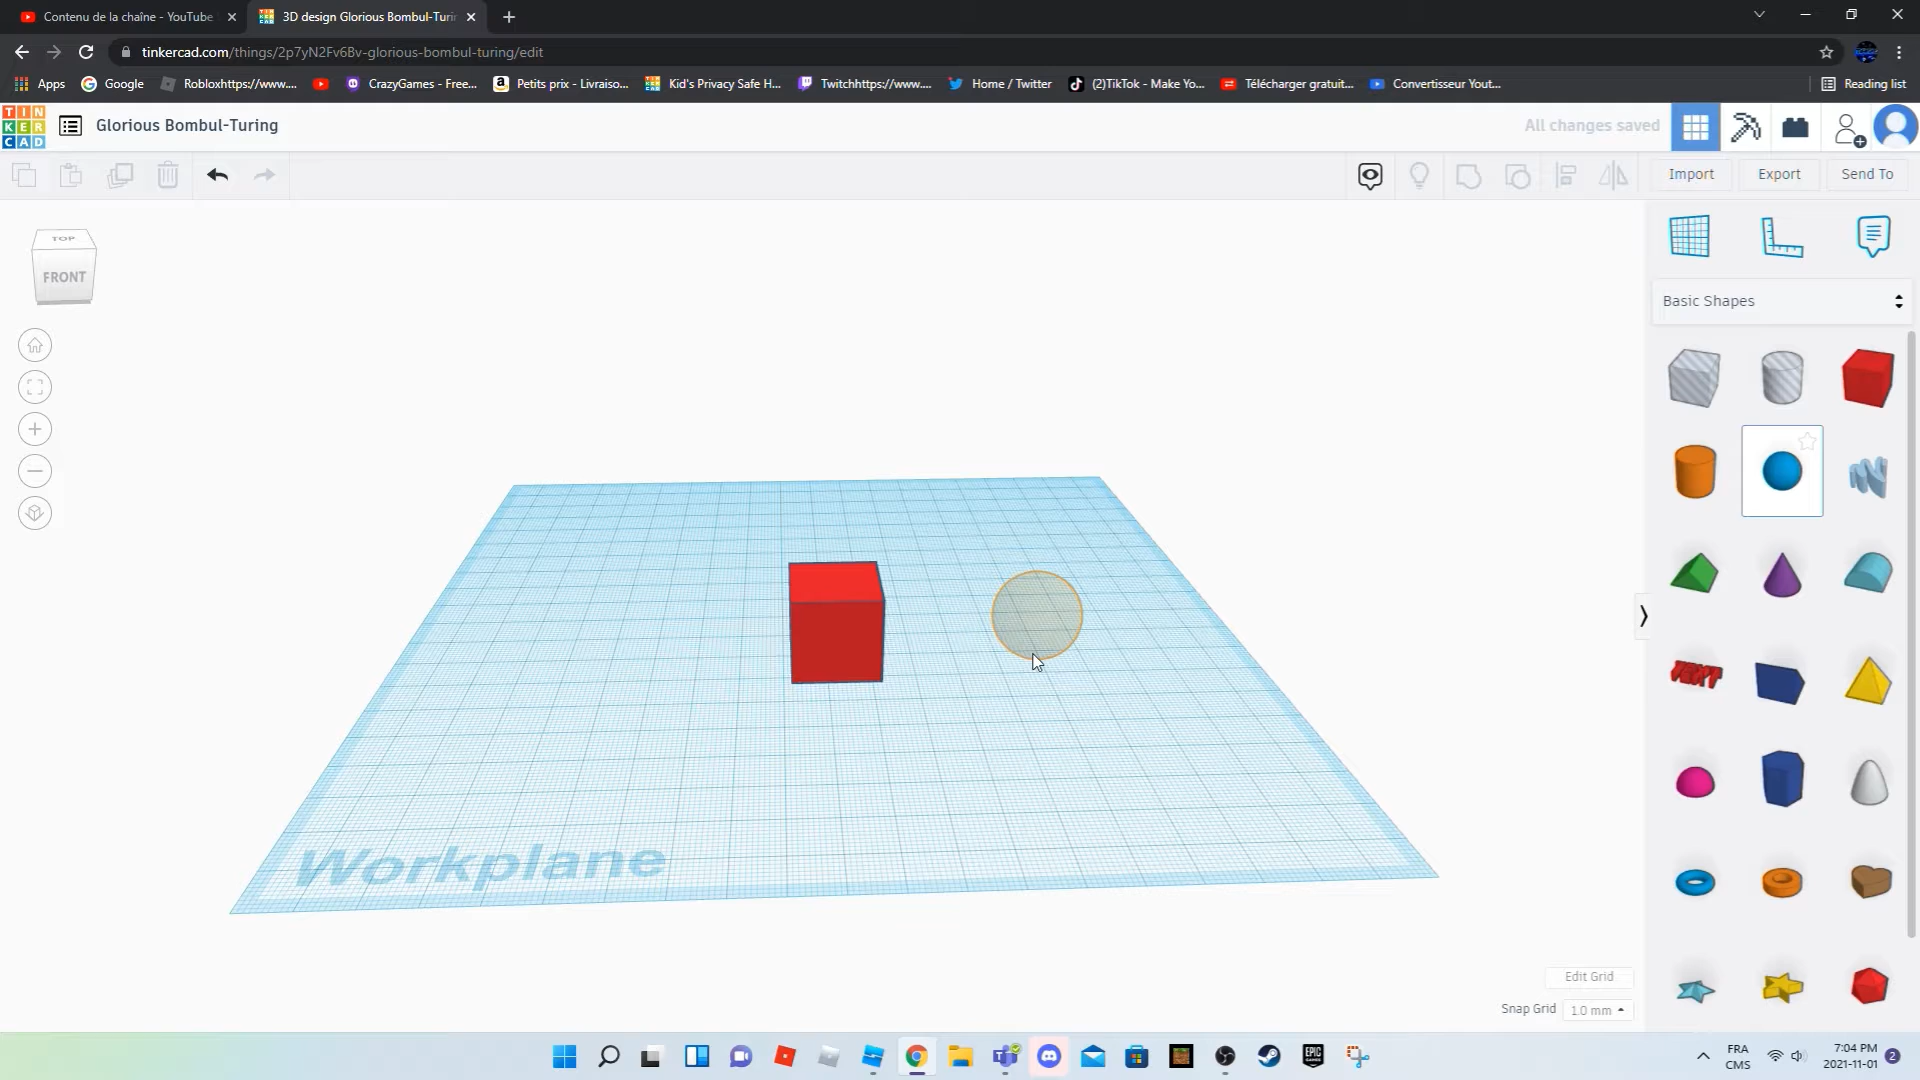 Contenu de la chaîne - YouTube
3D design Glorious Bombul-Turin
tinkercad.com/things/2p7yN2Fv6Bv-glorious-bombul-turing/edit
Apps
Google
Robloxhttps://www....
CrazyGames - Free...
Petits prix - Livraiso...
Kid's Privacy Safe H...
Twitchhttps://www....
Home / Twitter
(2)TikTok - Make Yo...
Télécharger gratuit...
Convertisseur Yout...
Reading list
TIN
KER
CAD
Glorious Bombul-Turing
All changes saved
Import
Export
Send To
TOP
FRONT
Basic Shapes
TEXT
Workplane
Edit Grid
Snap Grid
1.0 mm
EPIC
GAMES
FRA
CMS
7:04 PM
2021-11-01
2